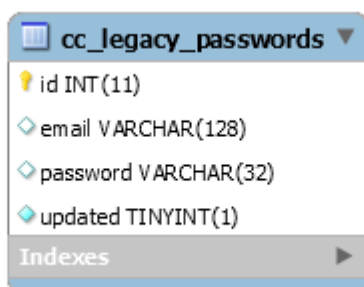 cc_legacy_passwords
id INT(11)
email VARCHAR(128)
password VARCHAR(32)
updated TINYINT(1)
Indexes